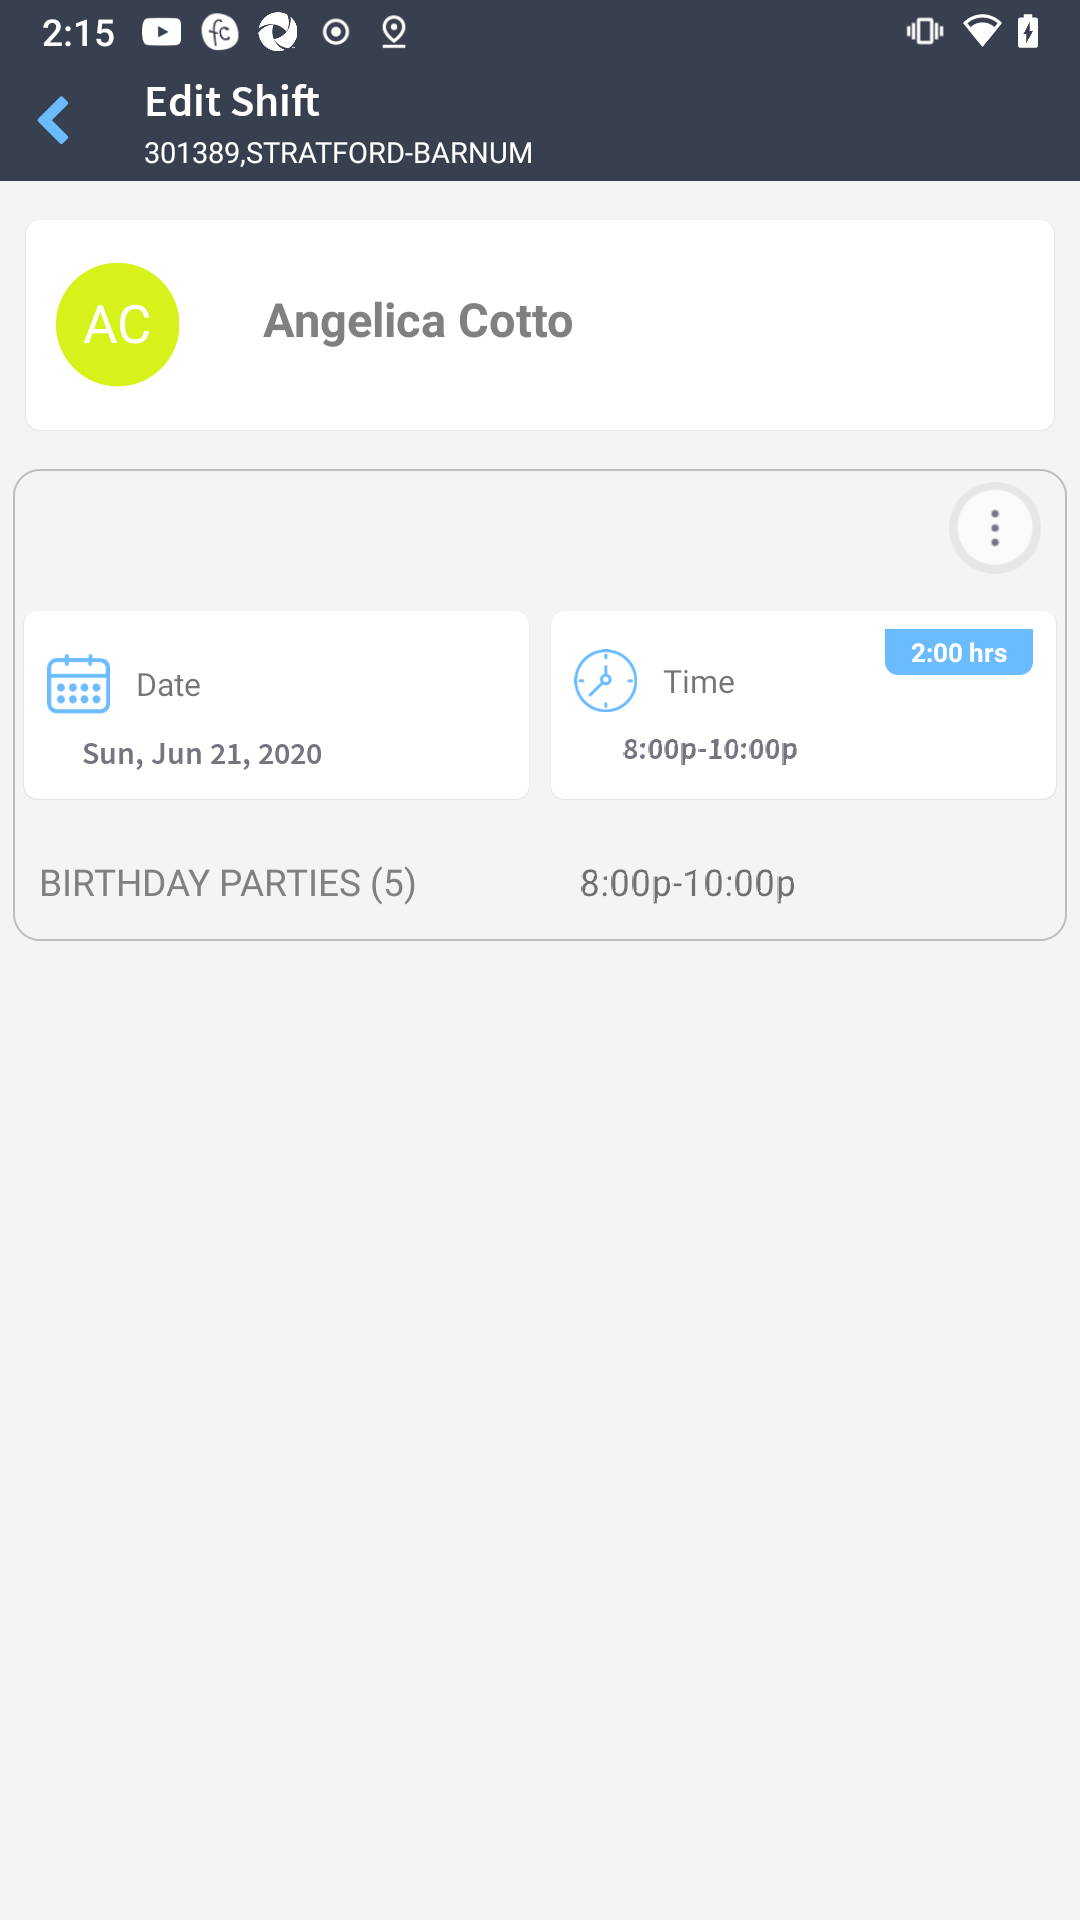 2:15
Edit Shift
301389,STRATFORD-BARNUM
AC
Angelica Cotto
Date
Sun, Jun 21, 2020
Time
2:00 hrs
8:00p-10:00p
BIRTHDAY PARTIES (5)
8:00p-10:00p